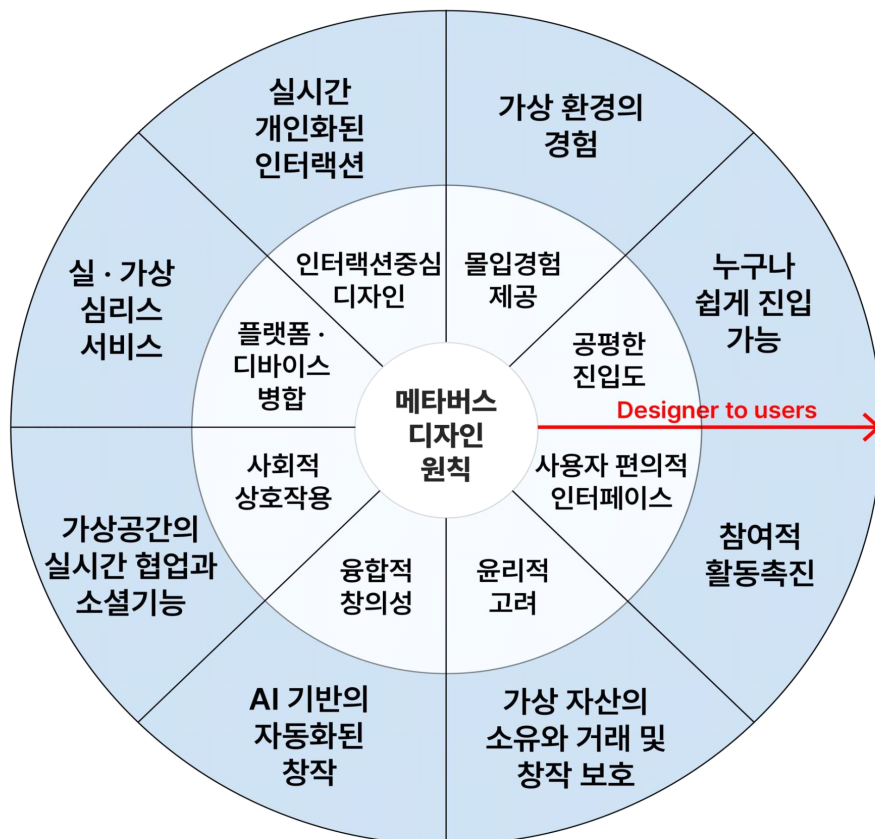 실시간
개인화된
인터랙션
가상 환경의
경험
누구나
쉽게 진입
가능
참여적
활동촉진
가상 자산의
소유와 거래 및
창작 보호
AI 기반의
자동화된
창작
가상공간의
실시간 협업과
소셜기능
실 · 가상
심리스
서비스
인터랙션중심
디자인
몰입경험
제공
공평한
진입도
사용자 편의적
인터페이스
윤리적
고려
융합적
창의성
사회적
상호작용
플랫폼 ·
디바이스
병합
메타버스
디자인
원칙
Designer to users